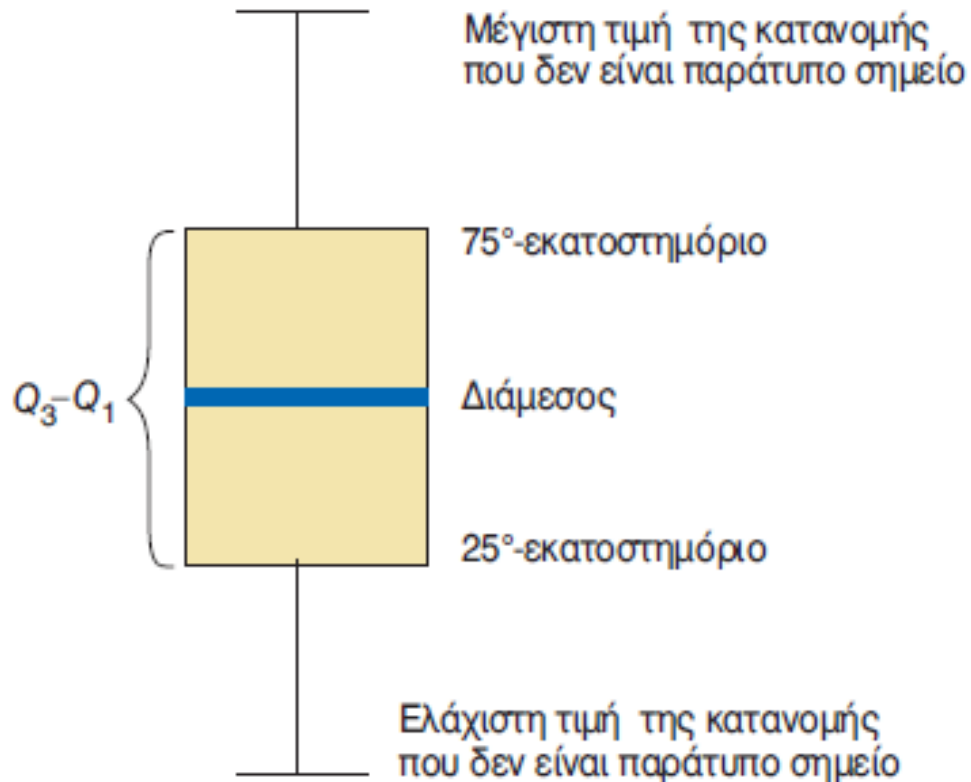 Μέγιστη τιμή της κατανομής
που δεν είναι παράτυπο σημείο
75°-εκατοστημόριο
Q₃–Q₁
Διάμεσος
25°-εκατοστημόριο
Ελάχιστη τιμή της κατανομής
που δεν είναι παράτυπο σημείο